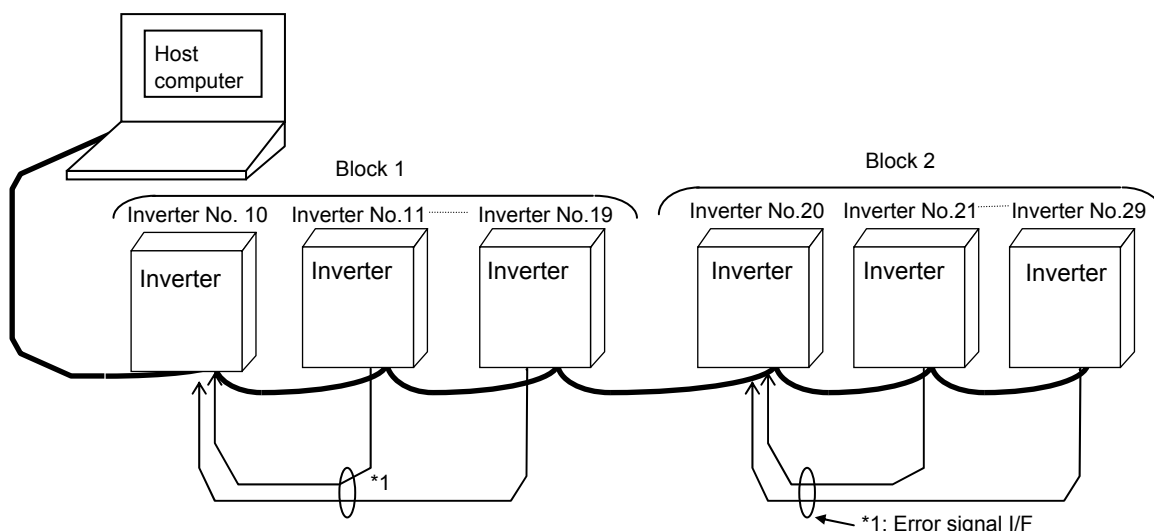 Host
computer
Block 1
Block 2
Inverter No. 10
Inverter No.11
Inverter No.19
Inverter No.20
Inverter No.21
Inverter No.29
Inverter
Inverter
Inverter
Inverter
Inverter
Inverter
*1
*1: Error signal I/F